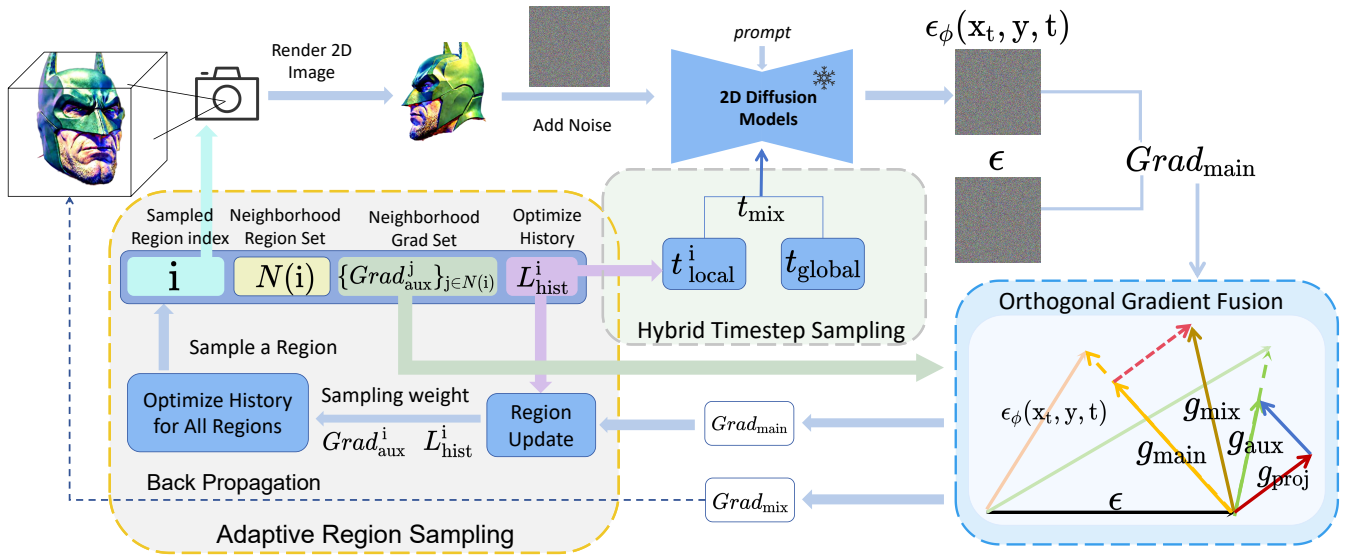 Render 2D
Image
Add Noise
prompt
2D Diffusion
Models
ϵ_ϕ(x_t, y, t)
ϵ
Grad_main
Sampled
Region index
Neighborhood
Region Set
Neighborhood
Grad Set
Optimize
History
i
N(i)
{Grad^j_aux}_j∈N(i)
L^i_hist
t_mix
t^i_local
t_global
Hybrid Timestep Sampling
Sample a Region
Optimize History
for All Regions
Sampling weight
Grad^i_aux L^i_hist
Region
Update
Back Propagation
Adaptive Region Sampling
Grad_main
Grad_mix
Orthogonal Gradient Fusion
ϵ_ϕ(x_t, y, t)
g_main
g_mix
g_aux
g_proj
ϵ